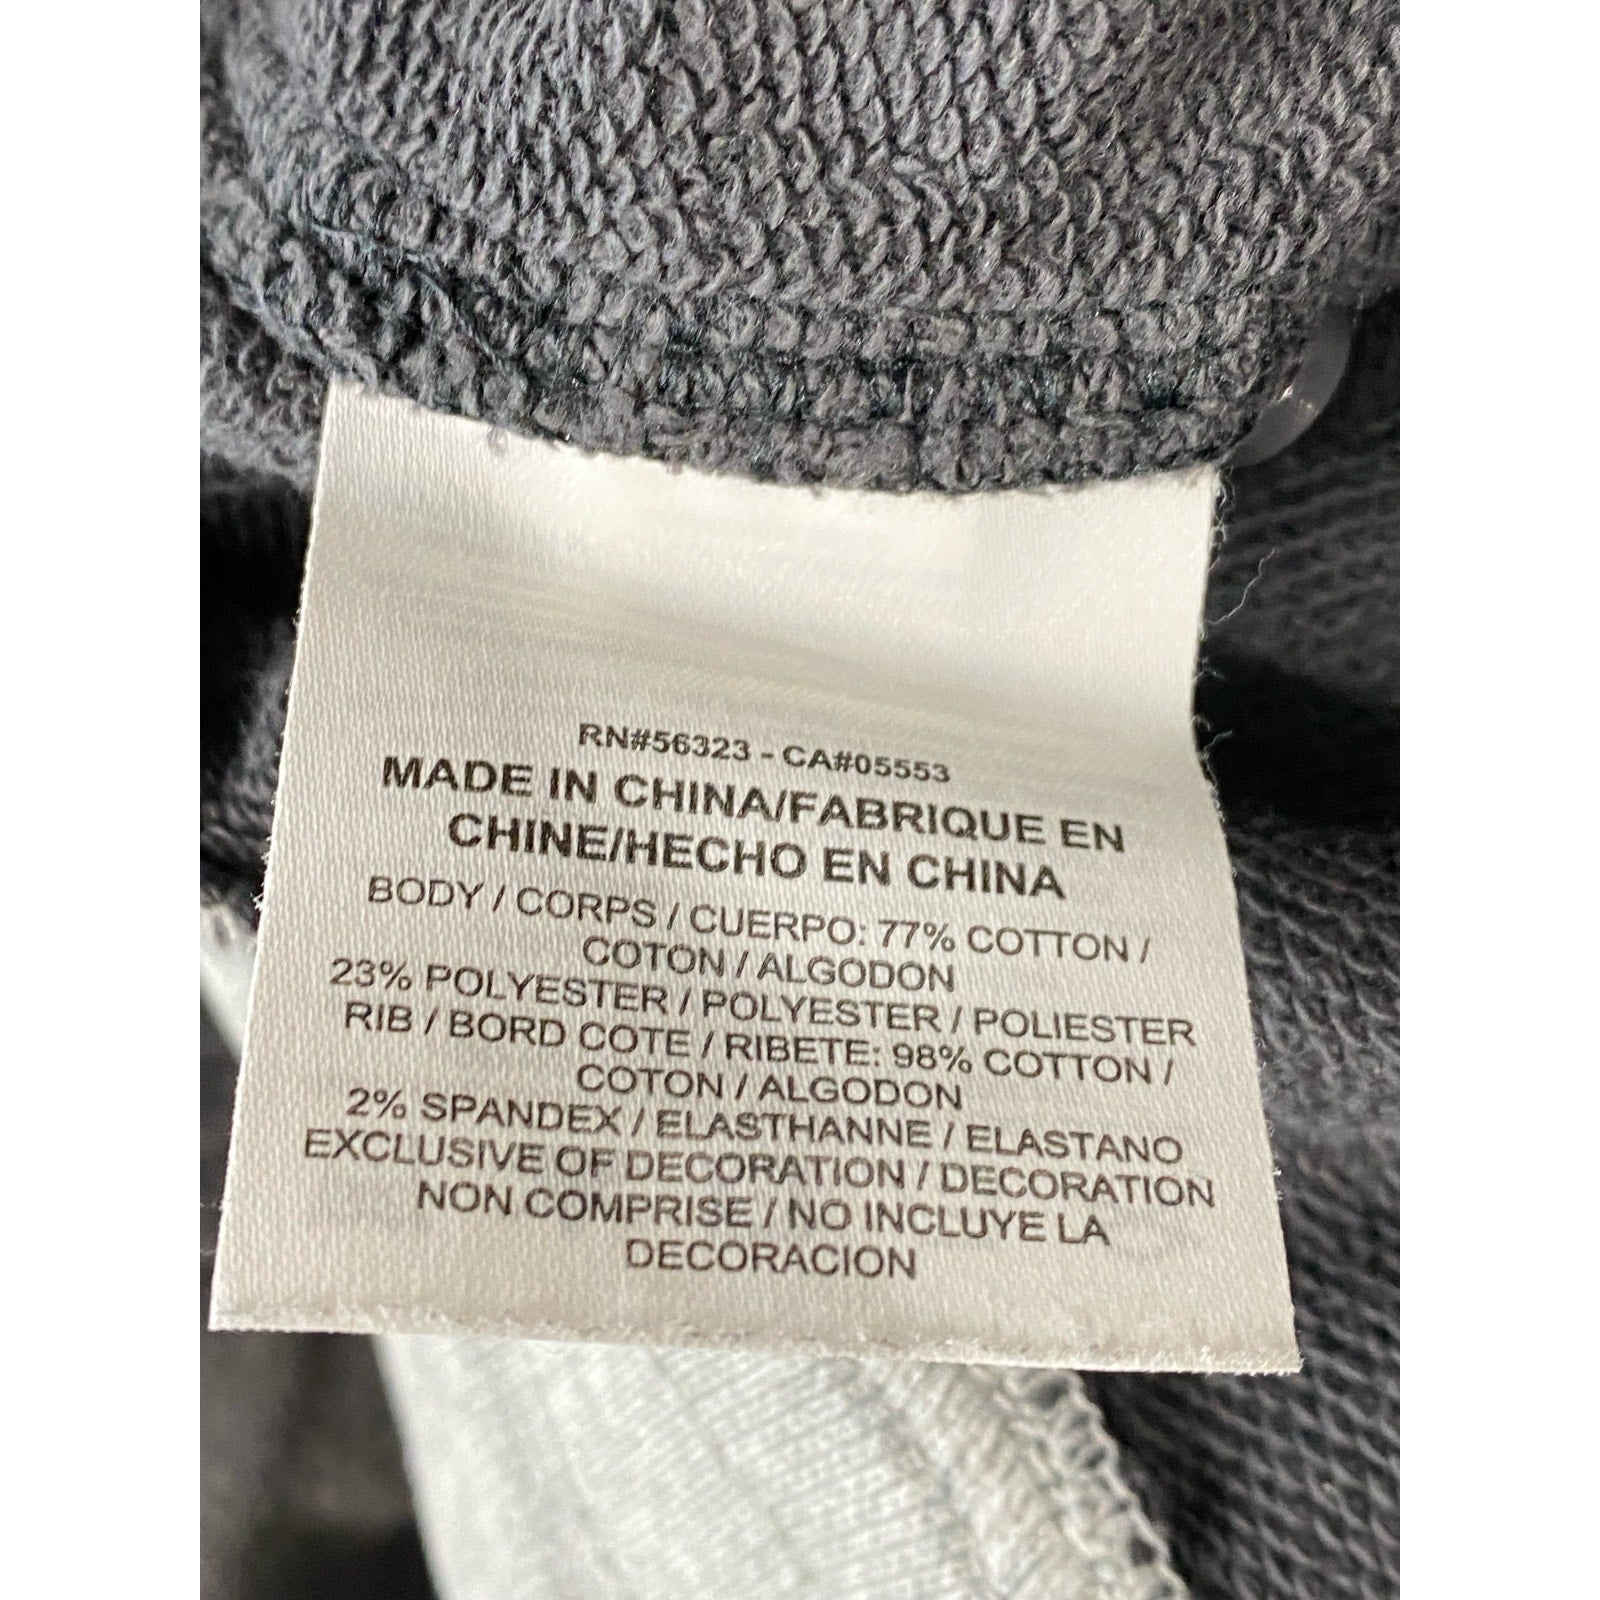 RN#56323 - CA#05553
MADE IN CHINA/FABRIQUE EN
CHINE/HECHO EN CHINA
BODY / CORPS / CUERPO: 77% COTTON /
COTON / ALGODON
23% POLYESTER / POLYESTER / POLIESTER
RIB / BORD COTE / RIBETE: 98% COTTON /
COTON / ALGODON
2% SPANDEX / ELASTHANNE / ELASTANO
EXCLUSIVE OF DECORATION / DECORATION
NON COMPRISE / NO INCLUYE LA
DECORACION